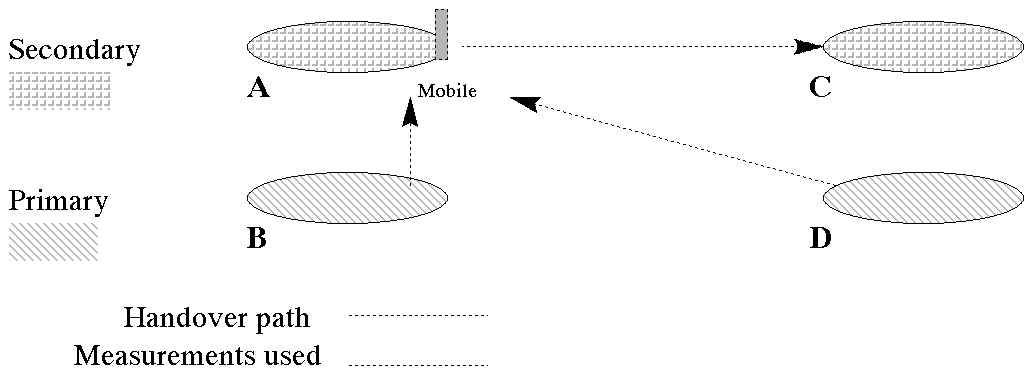 Secondary
A
C
Mobile
Primary
B
D
Handover path
Measurements used